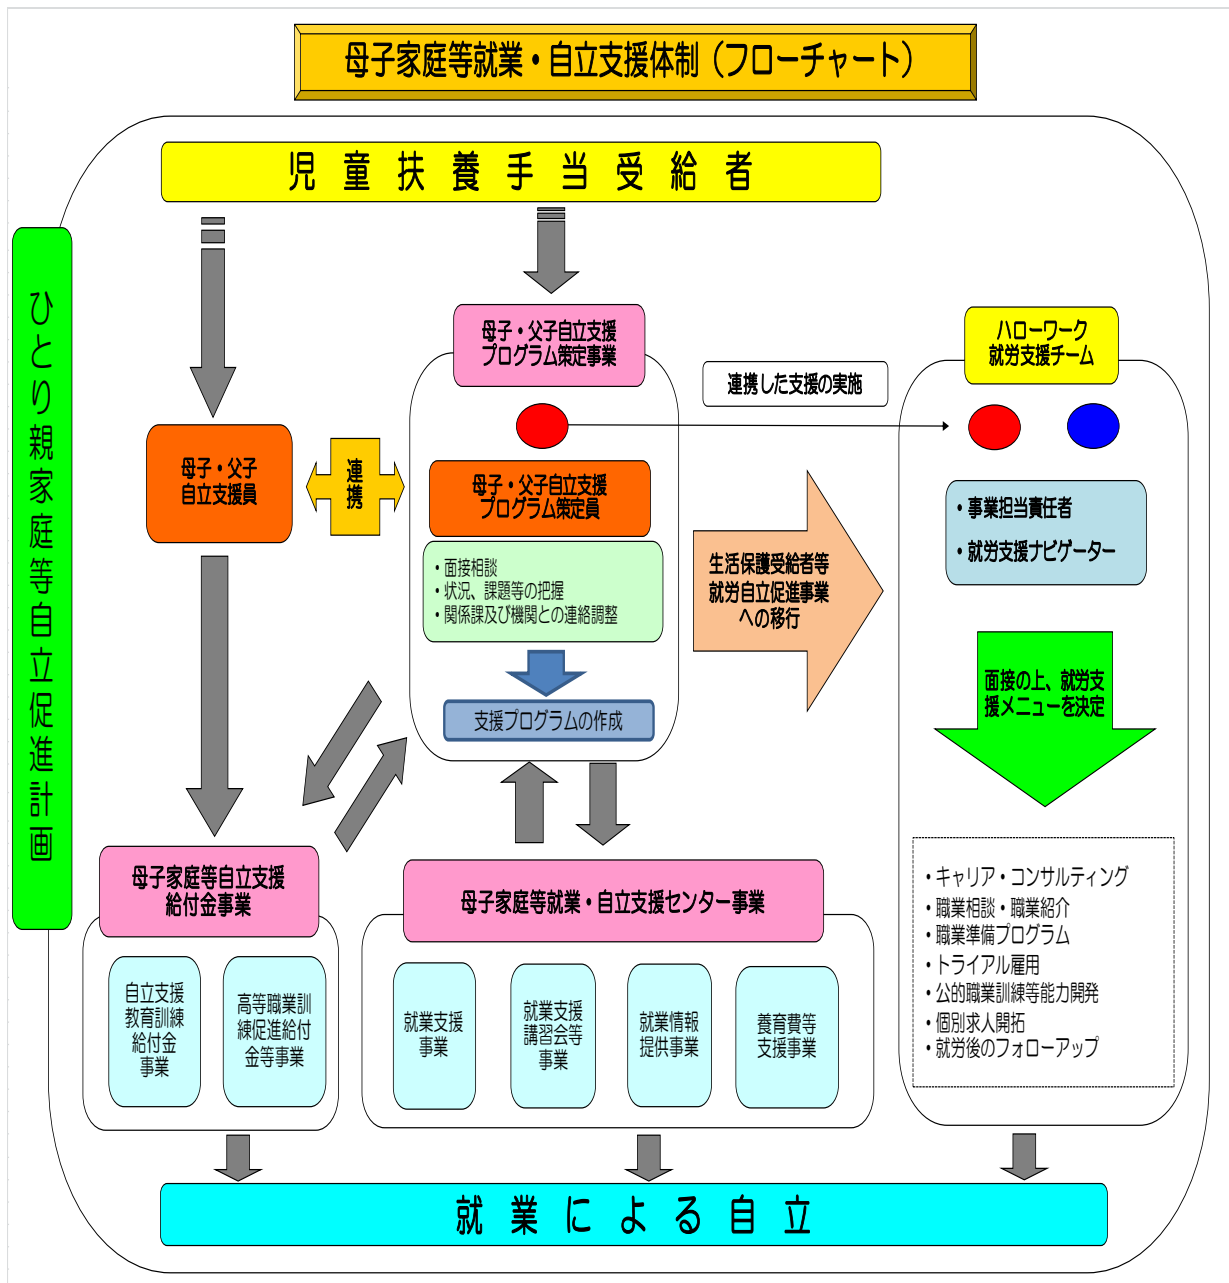 母子家庭等就業・自立支援体制（フローチャート）
児童扶養手当受給者
ひとり親家庭等自立促進計画
母子・父子自立支援
プログラム策定事業
ハローワーク
就労支援チーム
連携した支援の実施
母子・父子
自立支援員
連携
母子・父子自立支援
プログラム策定員
・面接相談
・状況、課題等の把握
・関係課及び機関との連絡調整
支援プログラムの作成
生活保護受給者等
就労自立促進事業
への移行
・事業担当責任者
・就労支援ナビゲーター
面接の上、就労支
援メニューを決定
・キャリア・コンサルティング
・職業相談・職業紹介
・職業準備プログラム
・トライアル雇用
・公的職業訓練等能力開発
・個別求人開拓
・就労後のフォローアップ
母子家庭等自立支援
給付金事業
自立支援
教育訓練
給付金
事業
高等職業訓
練促進給付
金等事業
母子家庭等就業・自立支援センター事業
就業支援
事業
就業支援
講習会等
事業
就業情報
提供事業
養育費等
支援事業
就業による自立